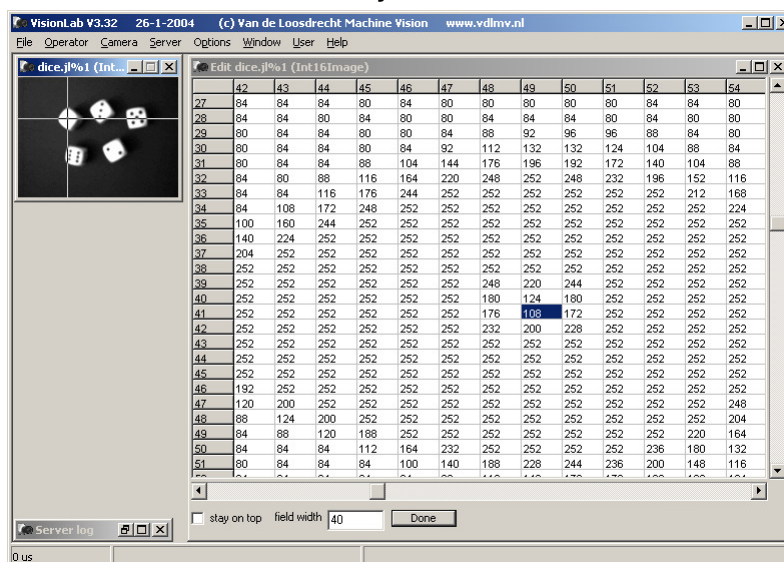 VisionLab V3.32 26-1-2004 (c) Van de Loosdrecht Machine Vision www.vdlmv.nl
File Operator Camera Server Options Window User Help
dice.jl%1 (Int...
Edit dice.jl%1 (Int16Image)
42 43 44 45 46 47 48 49 50 51 52 53 54
27 84 84 84 80 84 80 80 80 80 80 84 84 80
28 84 84 80 84 80 80 84 84 84 80 84 80 80
29 80 84 84 80 80 84 88 92 96 96 88 84 80
30 80 84 84 80 84 92 112 132 132 124 104 88 84
31 80 84 84 88 104 144 176 196 192 172 140 104 88
32 84 80 88 116 164 220 248 252 248 232 196 152 116
33 84 84 116 176 244 252 252 252 252 252 252 212 168
34 84 108 172 248 252 252 252 252 252 252 252 252 224
35 100 160 244 252 252 252 252 252 252 252 252 252 252
36 140 224 252 252 252 252 252 252 252 252 252 252 252
37 204 252 252 252 252 252 252 252 252 252 252 252 252
38 252 252 252 252 252 252 252 252 252 252 252 252 252
39 252 252 252 252 252 252 248 220 244 252 252 252 252
40 252 252 252 252 252 252 180 124 180 252 252 252 252
41 252 252 252 252 252 252 176 108 172 252 252 252 252
42 252 252 252 252 252 252 232 200 228 252 252 252 252
43 252 252 252 252 252 252 252 252 252 252 252 252 252
44 252 252 252 252 252 252 252 252 252 252 252 252 252
45 252 252 252 252 252 252 252 252 252 252 252 252 252
46 192 252 252 252 252 252 252 252 252 252 252 252 252
47 120 200 252 252 252 252 252 252 252 252 252 252 248
48 88 124 200 252 252 252 252 252 252 252 252 252 204
49 84 88 120 188 252 252 252 252 252 252 252 220 164
50 84 84 84 112 164 232 252 252 252 252 236 180 132
51 80 84 84 84 100 140 188 228 244 236 200 148 116
stay on top field width 40 Done
Server log
0 us